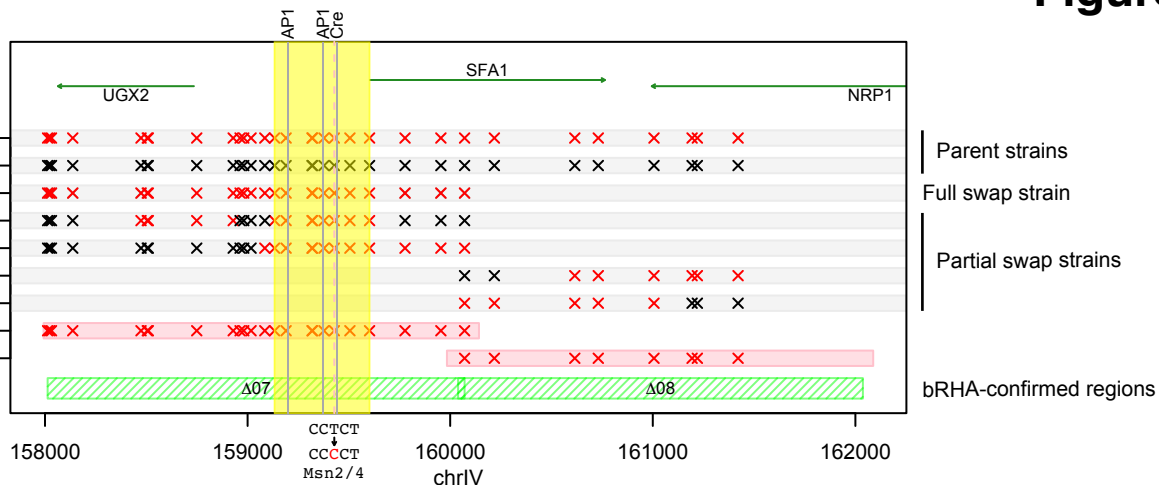 Figure
AP1
AP1
Cre
UGX2
SFA1
NRP1
Parent strains
Full swap strain
Partial swap strains
Δ07
Δ08
bRHA-confirmed regions
158000
159000
160000
161000
162000
CCTCT
CCCCT
Msn2/4
chrIV